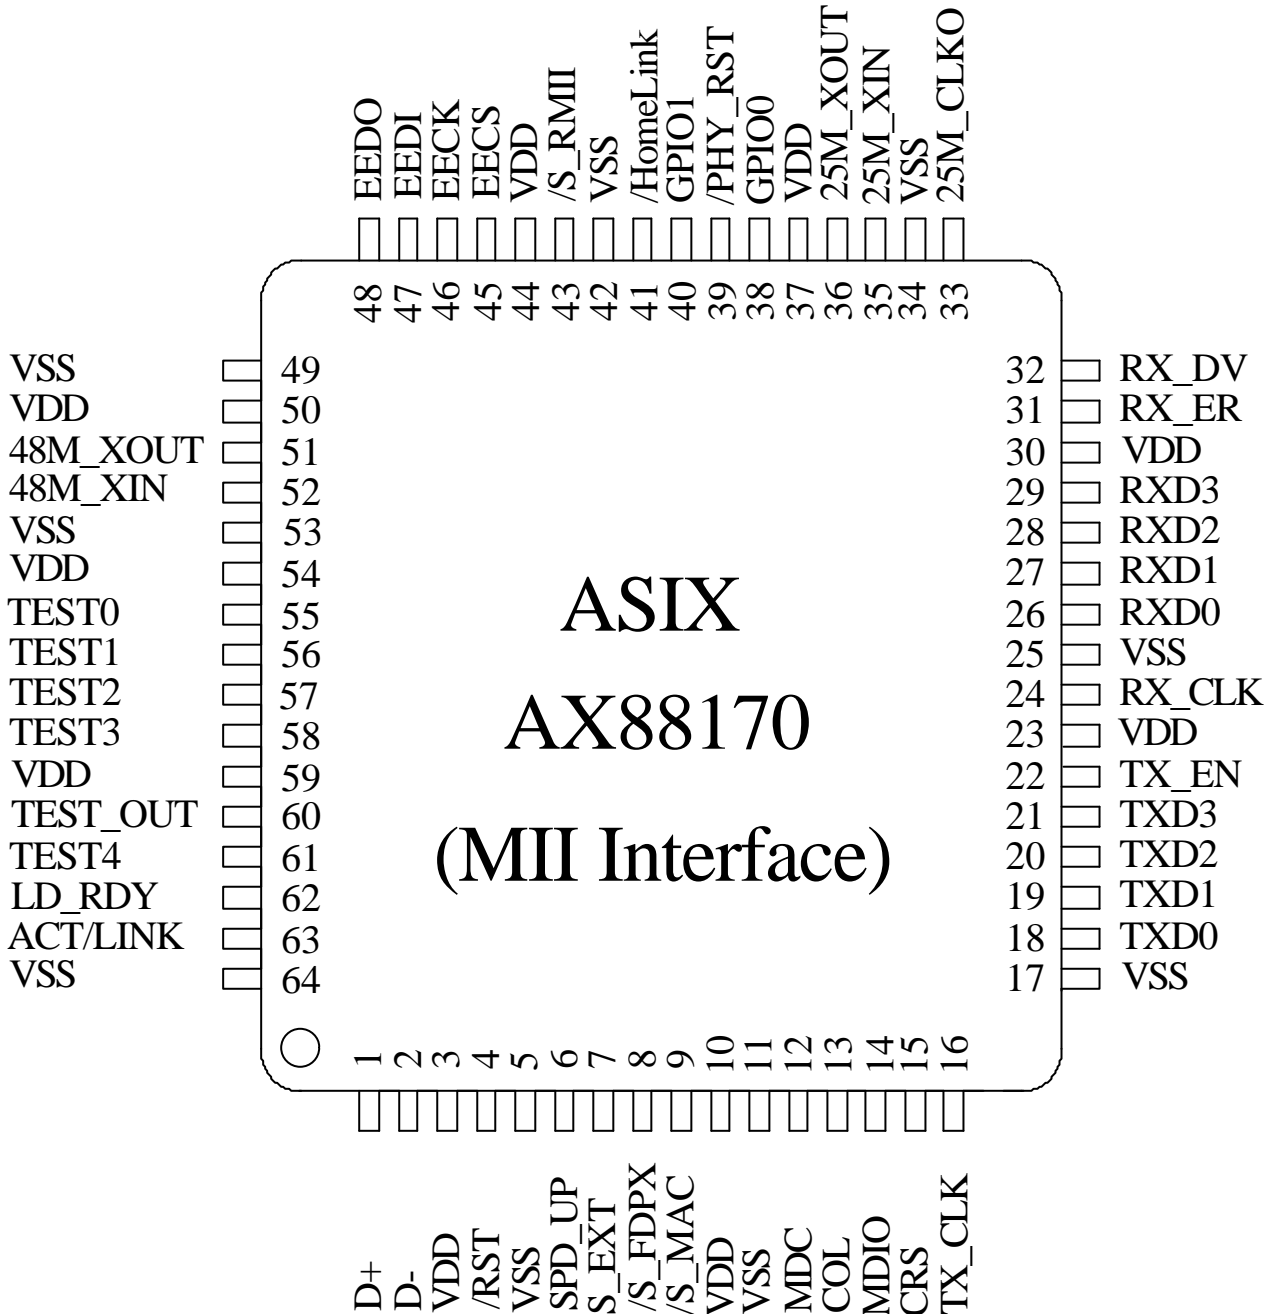 EEDO
EEDI
EECK
EECS
VDD
/S_RMII
VSS
/HomeLink
GPIO1
/PHY_RST
GPIO0
VDD
25M_XOUT
25M_XIN
VSS
25M_CLKO
48
47
46
45
44
43
42
41
40
39
38
37
36
35
34
33
VSS 49
VDD 50
48M_XOUT 51
48M_XIN 52
VSS 53
VDD 54
TEST0 55
TEST1 56
TEST2 57
TEST3 58
VDD 59
TEST_OUT 60
TEST4 61
LD_RDY 62
ACT/LINK 63
VSS 64
ASIX
AX88170
(MII Interface)
32 RX_DV
31 RX_ER
30 VDD
29 RXD3
28 RXD2
27 RXD1
26 RXD0
25 VSS
24 RX_CLK
23 VDD
22 TX_EN
21 TXD3
20 TXD2
19 TXD1
18 TXD0
17 VSS
1
2
3
4
5
6
7
8
9
10
11
12
13
14
15
16
D+
D-
VDD
/RST
VSS
SPD_UP
S_EXT
/S_FDPX
/S_MAC
VDD
VSS
MDC
COL
MDIO
CRS
TX_CLK